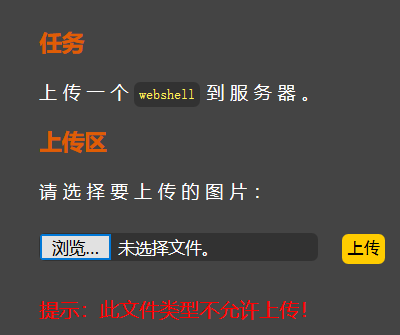 任务
上传一个 webshell 到服务器。
上传区
请选择要上传的图片：
浏览... 未选择文件。 上传
提示：此文件类型不允许上传！